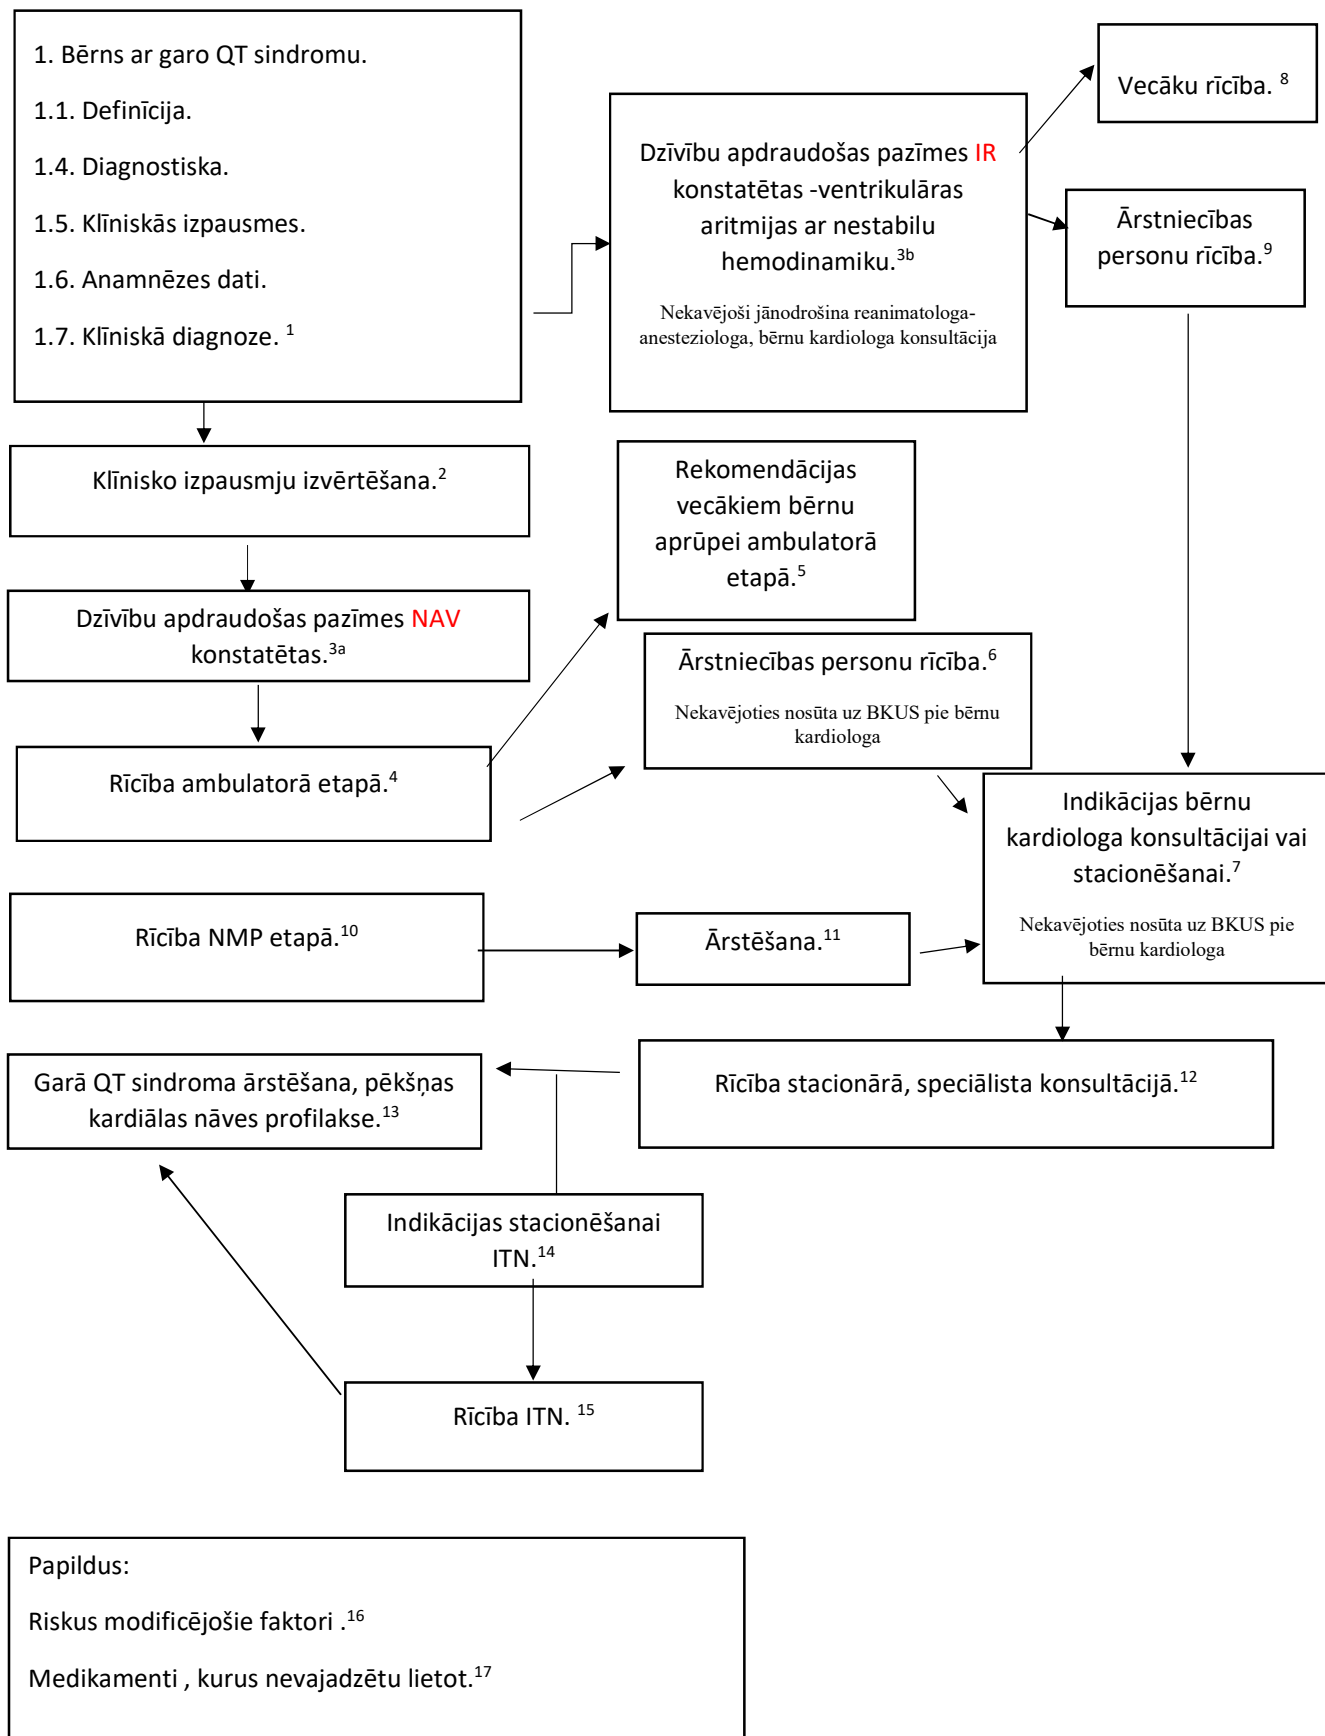 1. Bērns ar garo QT sindromu.
1.1. Definīcija.
1.4. Diagnostiska.
1.5. Klīniskās izpausmes.
1.6. Anamnēzes dati.
1.7. Klīniskā diagnoze. 1
Dzīvību apdraudošas pazīmes IR
konstatētas -ventrikulāras
aritmijas ar nestabilu
hemodinamiku.3b
Nekavējoši jānodrošina reanimatologa-
anesteziologa, bērnu kardiologa konsultācija
Vecāku rīcība. 8
Ārstniecības
personu rīcība.9
Klīnisko izpausmju izvērtēšana.2
Dzīvību apdraudošas pazīmes NAV
konstatētas.3a
Rīcība ambulatorā etapā.4
Rekomendācijas
vecākiem bērnu
aprūpei ambulatorā
etapā.5
Ārstniecības personu rīcība.6
Nekavējoties nosūta uz BKUS pie bērnu
kardiologa
Indikācijas bērnu
kardiologa konsultācijai vai
stacionēšanai.7
Nekavējoties nosūta uz BKUS pie
bērnu kardiologa
Rīcība NMP etapā.10
Ārstēšana.11
Rīcība stacionārā, speciālista konsultācijā.12
Garā QT sindroma ārstēšana, pēkšņas
kardiālas nāves profilakse.13
Indikācijas stacionēšanai
ITN.14
Rīcība ITN. 15
Papildus:
Riskus modificējošie faktori .16
Medikamenti , kurus nevajadzētu lietot.17